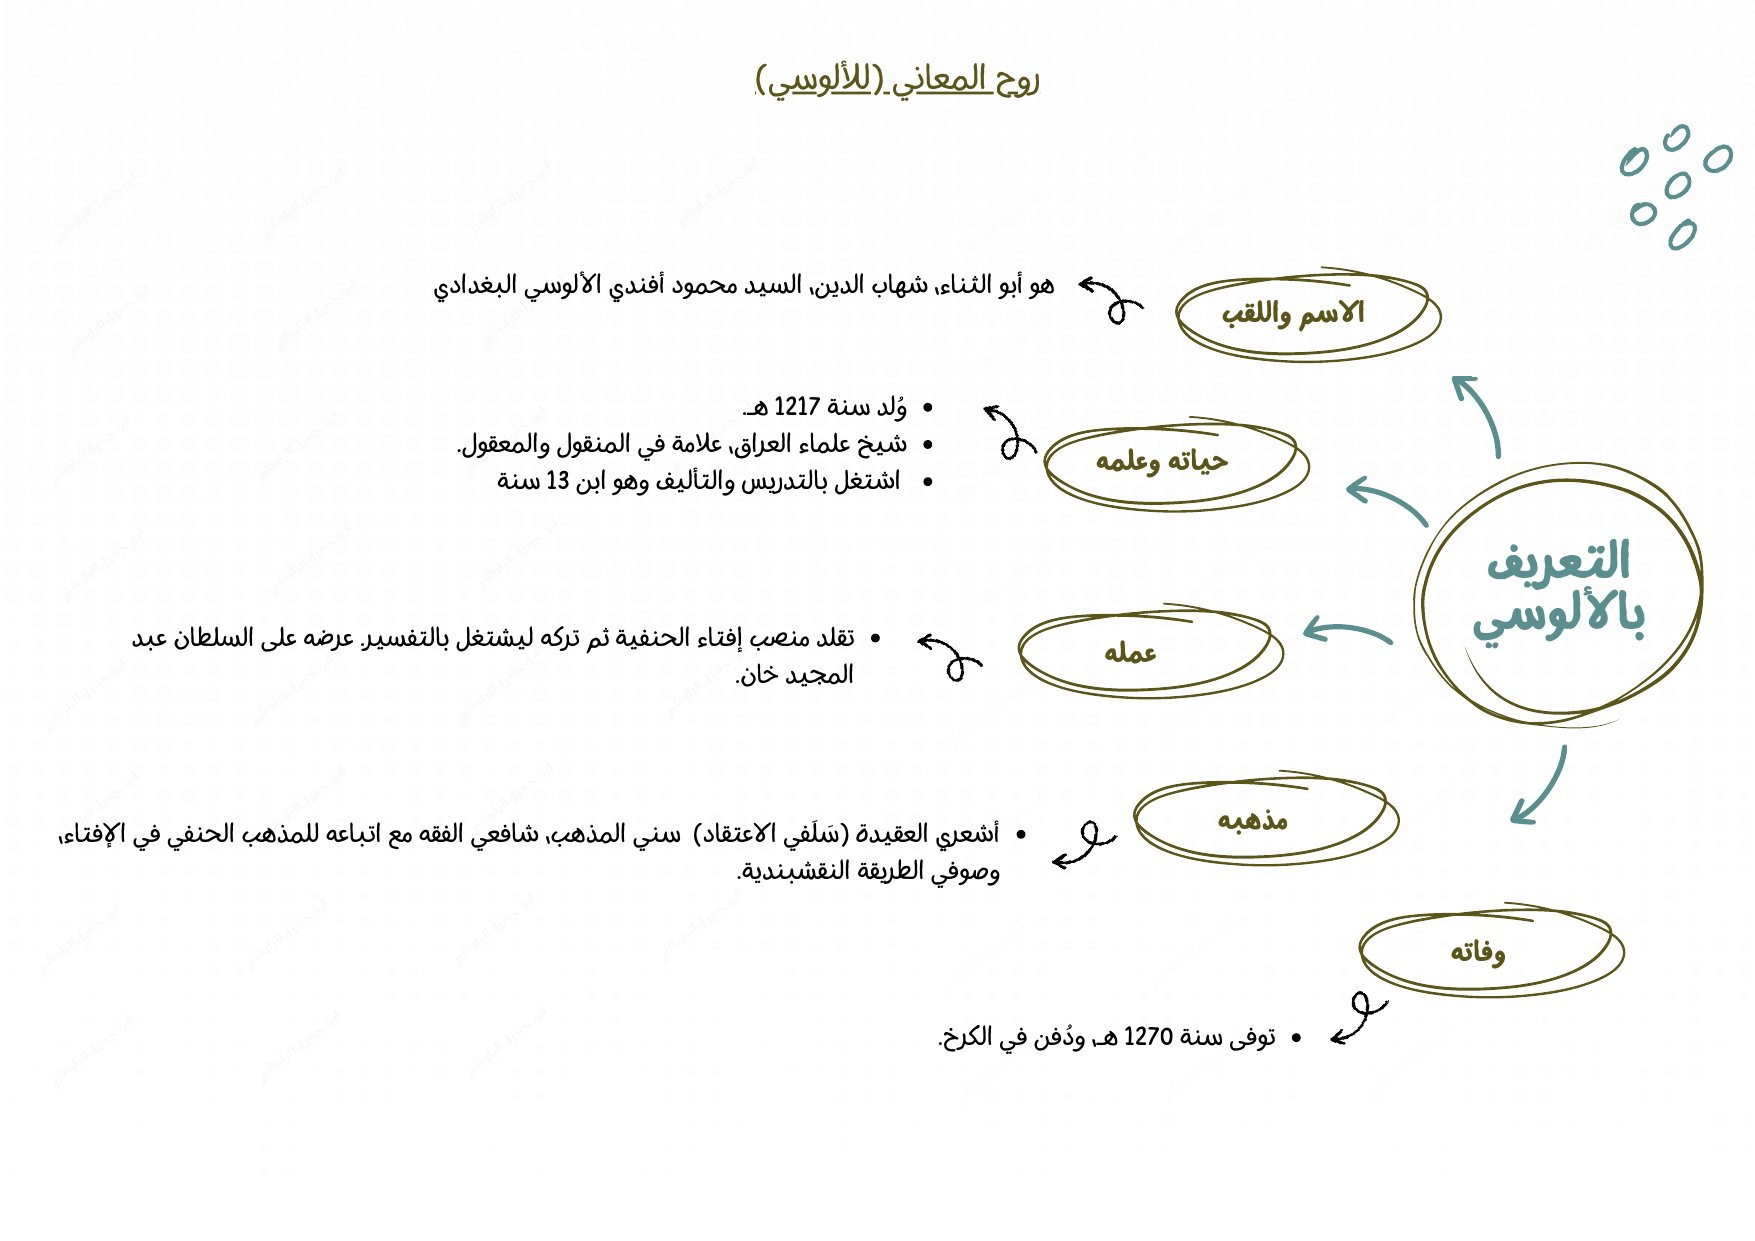 روح المعاني (للألوسي)
التعريف
بالألوسي
الاسم واللقب
هو أبو الثناء، شهاب الدين، السيد محمود أفندي الألوسي البغدادي
حياته وعلمه
• وُلد سنة 1217 هـ.
• شيخ علماء العراق، علامة في المنقول والمعقول.
• اشتغل بالتدريس والتأليف وهو ابن 13 سنة
عمله
• تقلد منصب إفتاء الحنفية ثم تركه ليشتغل بالتفسير. عرضه على السلطان عبد
المجيد خان.
مذهبه
• أشعري العقيدة (سَلَفي الاعتقاد) سني المذهب، شافعي الفقه مع اتباعه للمذهب الحنفي في الإفتاء،
وصوفي الطريقة النقشبندية.
وفاته
• توفى سنة 1270 هـ، ودُفن في الكرخ.